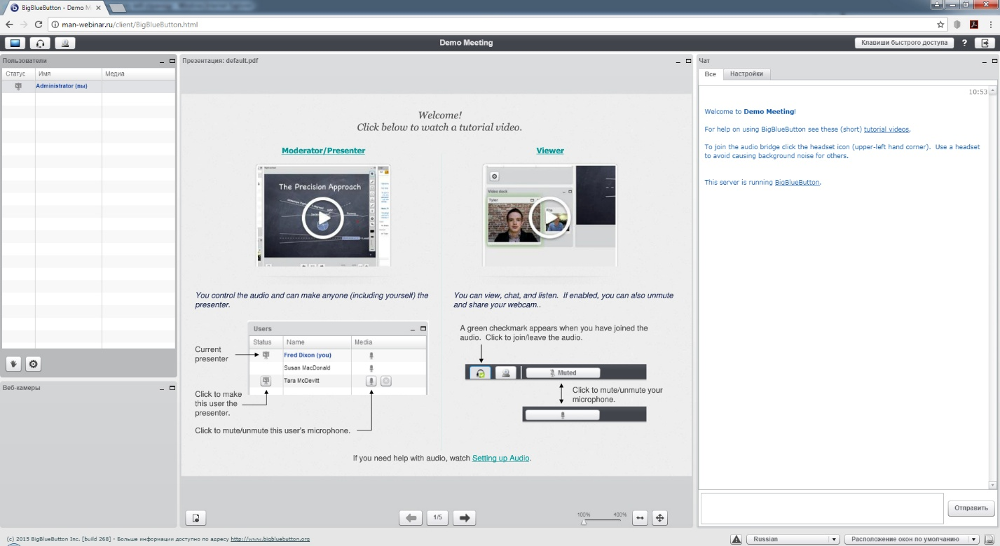 BigBlueButton - Demo M
man-webinar.ru/client/BigBlueButton.html
Demo Meeting
Клавиши быстрого доступа
?
Пользователи
Статус Имя Медиа
Administrator (вы)
Веб-камеры
Презентация: default.pdf
Welcome!
Click below to watch a tutorial video.
Moderator/Presenter
The Precision Approach
You control the audio and can make anyone (including yourself) the
presenter.
Users
Status Name Media
Fred Dixon (you)
Susan MacDonald
Tara McDevitt
Current
presenter
Click to make
this user the
presenter.
Click to mute/unmute this user's microphone.
Viewer
Video dock
Tyler
You can view, chat, and listen. If enabled, you can also unmute
and share your webcam..
A green checkmark appears when you have joined the
audio. Click to join/leave the audio.
Muted
Click to mute/unmute your
microphone.
If you need help with audio, watch Setting up Audio.
1/5
100% 400%
Чат
Все Настройки
10:53
Welcome to Demo Meeting!
For help on using BigBlueButton see these (short) tutorial videos.
To join the audio bridge click the headset icon (upper-left hand corner). Use a headset
to avoid causing background noise for others.
This server is running BigBlueButton.
Отправить
(c) 2015 BigBlueButton Inc. [build 268] - Больше информации доступно по адресу http://www.bigbluebutton.org
Russian
Расположение окон по умолчанию